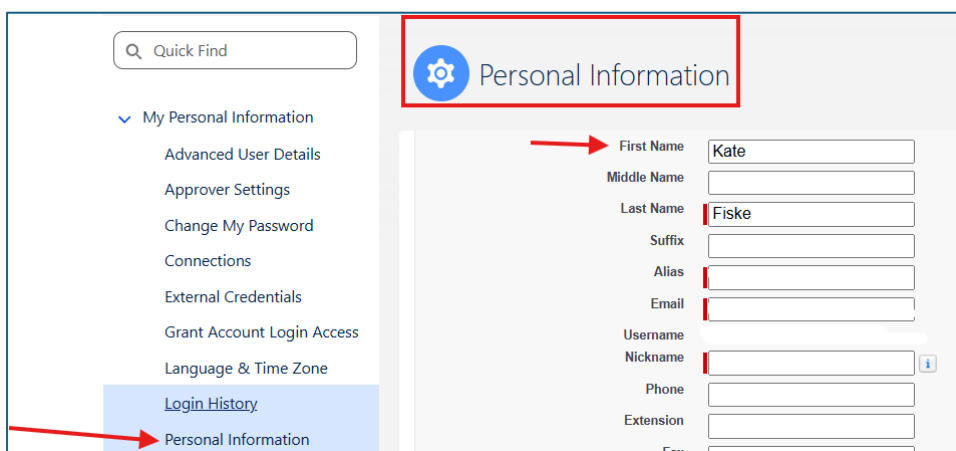 Quick Find
My Personal Information
Advanced User Details
Approver Settings
Change My Password
Connections
External Credentials
Grant Account Login Access
Language & Time Zone
Login History
Personal Information
Personal Information
First Name Kate
Middle Name
Last Name Fiske
Suffix
Alias
Email
Username
Nickname
Phone
Extension